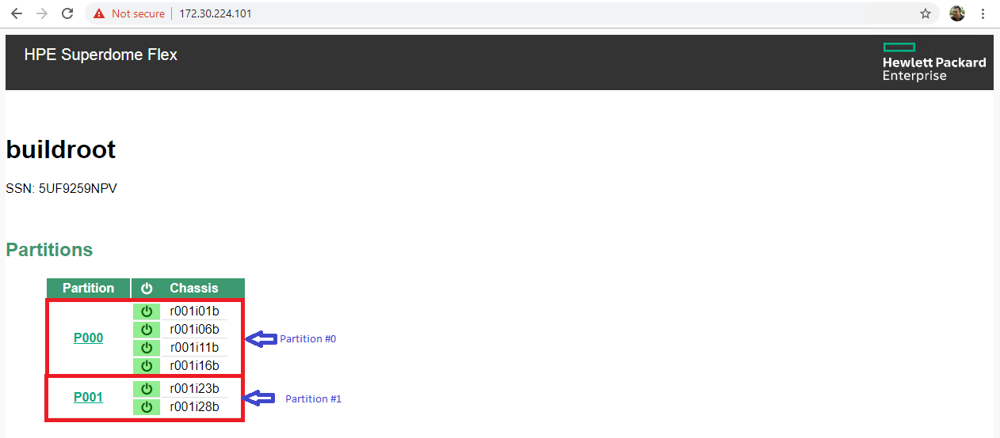 Not secure | 172.30.224.101
HPE Superdome Flex
Hewlett Packard
Enterprise
buildroot
SSN: 5UF9259NPV
Partitions
Partition Chassis
P000
r001i01b
r001i06b
r001i11b
r001i16b
Partition #0
P001
r001i23b
r001i28b
Partition #1